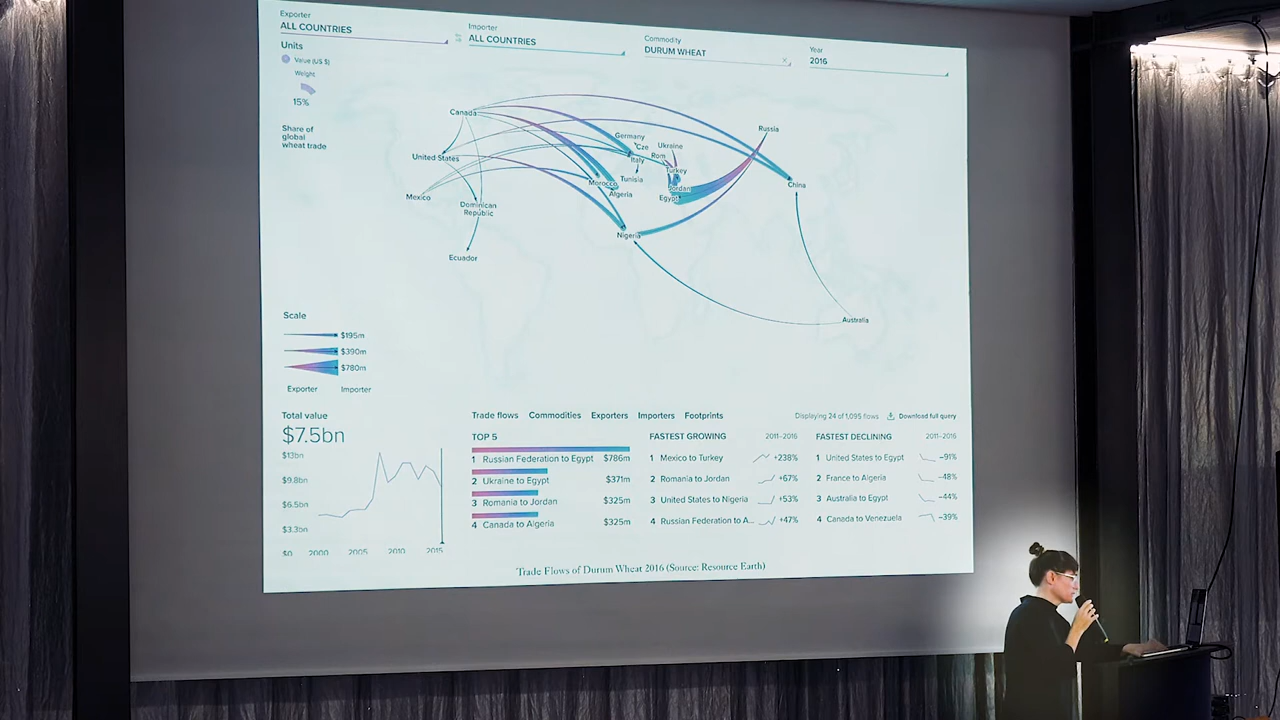 Exporter
ALL COUNTRIES
Importer
ALL COUNTRIES
Commodity
DURUM WHEAT
Year
2016
Units
Value (US $)
Weight
15%
Share of
global
wheat trade
Canada
United States
Mexico
Dominican
Republic
Ecuador
Germany
Cze
Italy
Ukraine
Rom
Turkey
Russia
Tunisia
Morocco
Algeria
Jordan
Egypt
China
Nigeria
Australia
Scale
$195m
$390m
$780m
Exporter Importer
Total value
$7.5bn
$13bn
$9.8bn
$6.5bn
$3.3bn
$0 2000 2005 2010 2015
Trade flows Commodities Exporters Importers Footprints
Displaying 24 of 1,095 flows Download full query
TOP 5
1 Russian Federation to Egypt $786m
2 Ukraine to Egypt $371m
3 Romania to Jordan $325m
4 Canada to Algeria $325m
FASTEST GROWING 2011–2016
1 Mexico to Turkey +238%
2 Romania to Jordan +67%
3 United States to Nigeria +53%
4 Russian Federation to A... +47%
FASTEST DECLINING 2011–2016
1 United States to Egypt –91%
2 France to Algeria –48%
3 Australia to Egypt –44%
4 Canada to Venezuela –39%
Trade Flows of Durum Wheat 2016 (Source: Resource Earth)